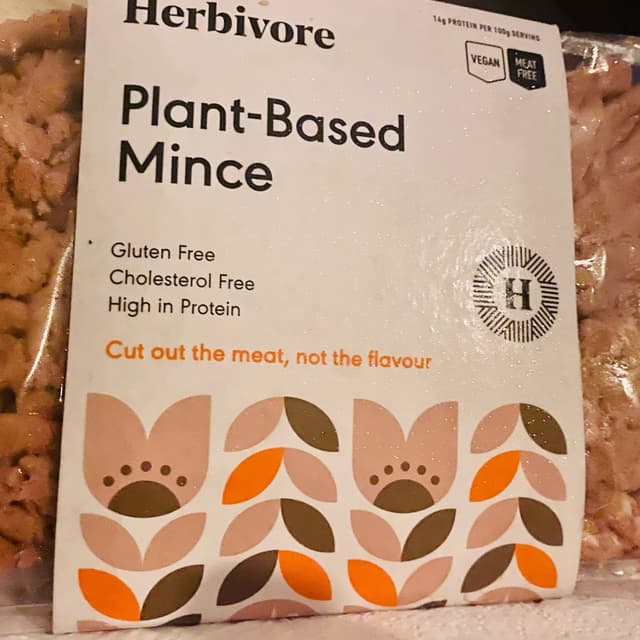 Herbivore
14g PROTEIN PER 100g SERVING
VEGAN
MEAT
FREE
Plant-Based
Mince
Gluten Free
Cholesterol Free
High in Protein
H
Cut out the meat, not the flavour